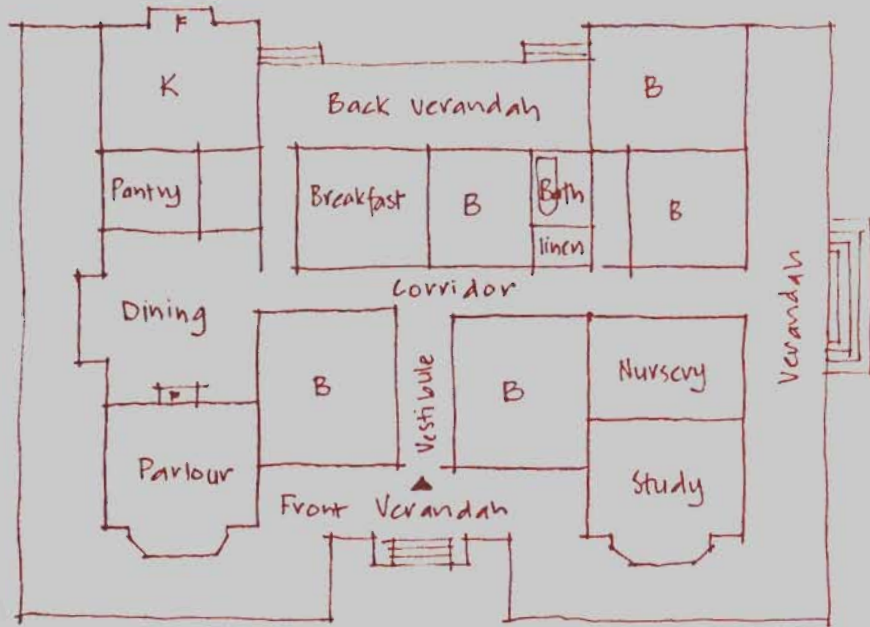 F
K
B
Back verandah
Pantry
Breakfast
B
Bath
B
linen
Corridor
Dining
Verandah
F
B
Vestibule
B
Nursery
Parlour
Study
Front Verandah